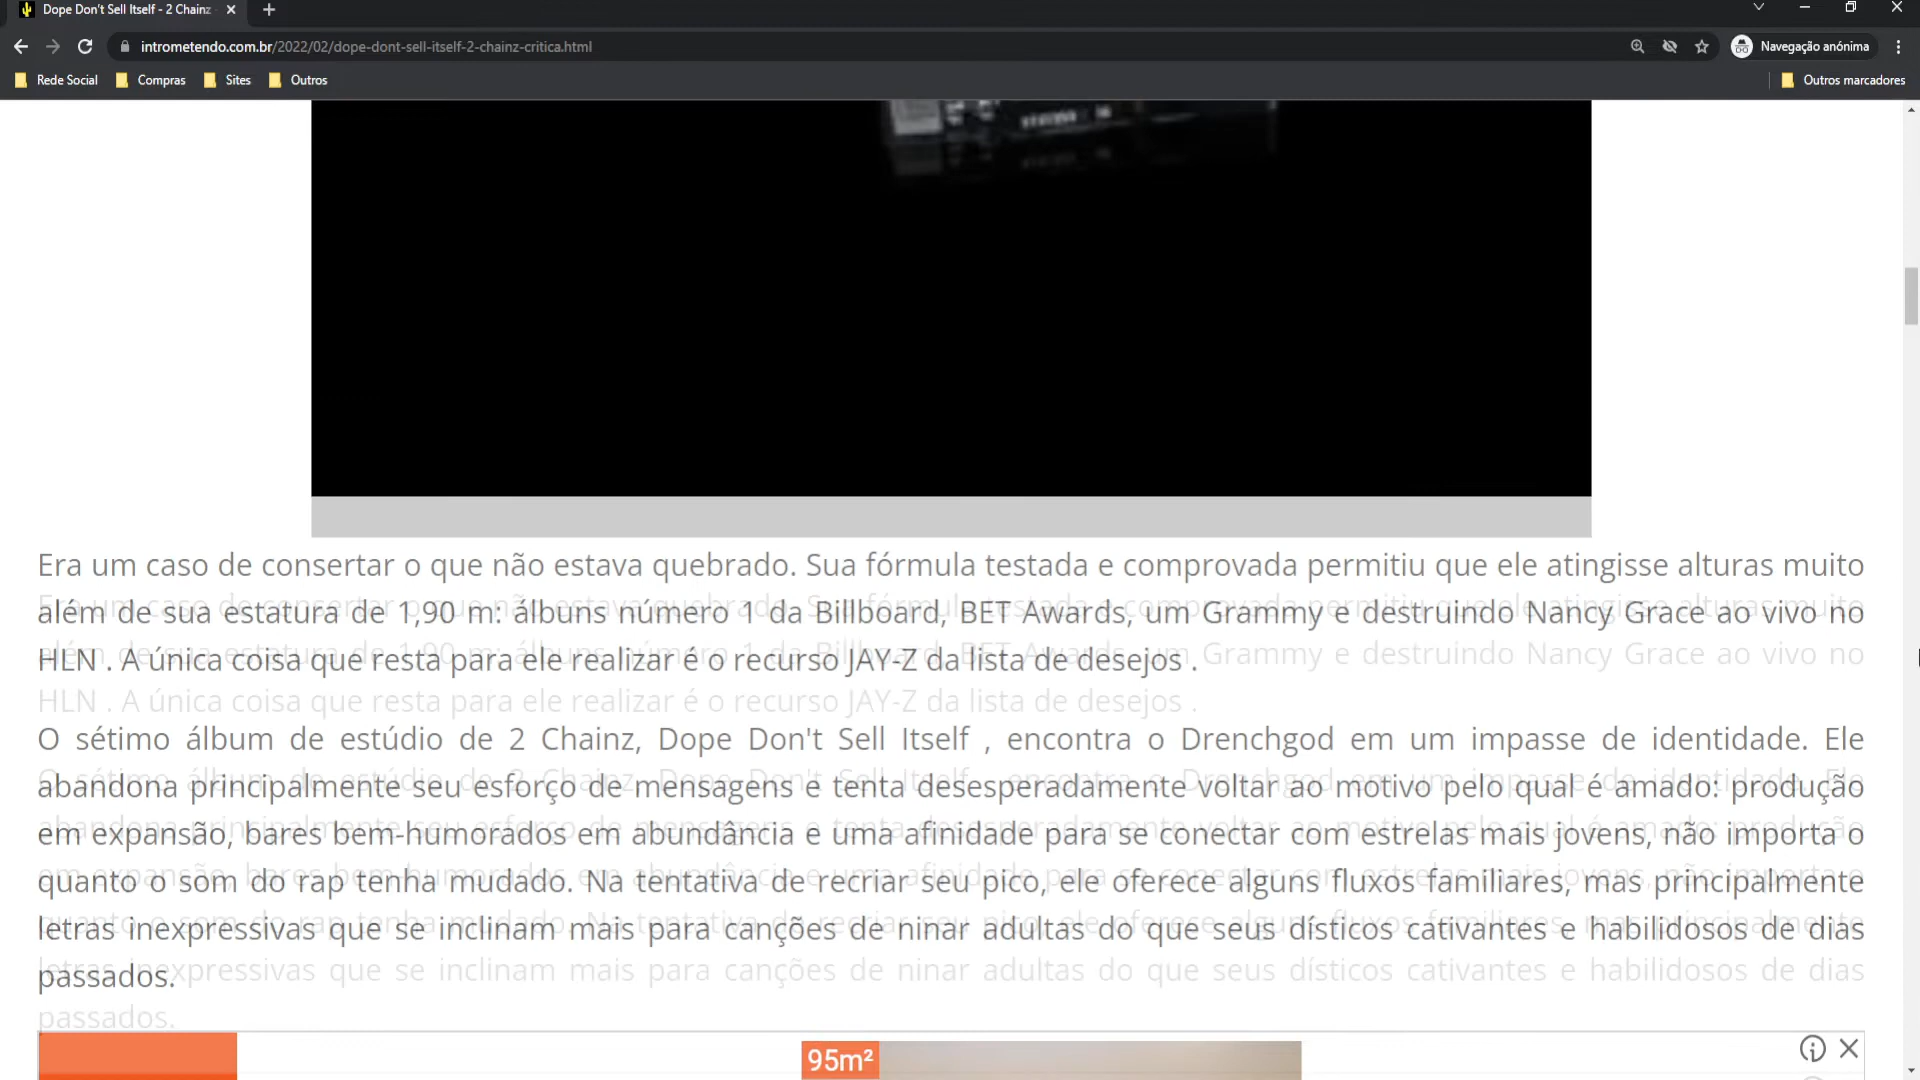 Dope Don't Sell Itself - 2 Chainz
intrometendo.com.br/2022/02/dope-dont-sell-itself-2-chainz-critica.html
Navegação anónima
Rede Social
Compras
Sites
Outros
Outros marcadores
Era um caso de consertar o que não estava quebrado. Sua fórmula testada e comprovada permitiu que ele atingisse alturas muito
além de sua estatura de 1,90 m: álbuns número 1 da Billboard, BET Awards, um Grammy e destruindo Nancy Grace ao vivo no
HLN . A única coisa que resta para ele realizar é o recurso JAY-Z da lista de desejos .
O sétimo álbum de estúdio de 2 Chainz, Dope Don't Sell Itself , encontra o Drenchgod em um impasse de identidade. Ele
abandona principalmente seu esforço de mensagens e tenta desesperadamente voltar ao motivo pelo qual é amado: produção
em expansão, bares bem-humorados em abundância e uma afinidade para se conectar com estrelas mais jovens, não importa o
quanto o som do rap tenha mudado. Na tentativa de recriar seu pico, ele oferece alguns fluxos familiares, mas principalmente
letras inexpressivas que se inclinam mais para canções de ninar adultas do que seus dísticos cativantes e habilidosos de dias
passados.
95m²